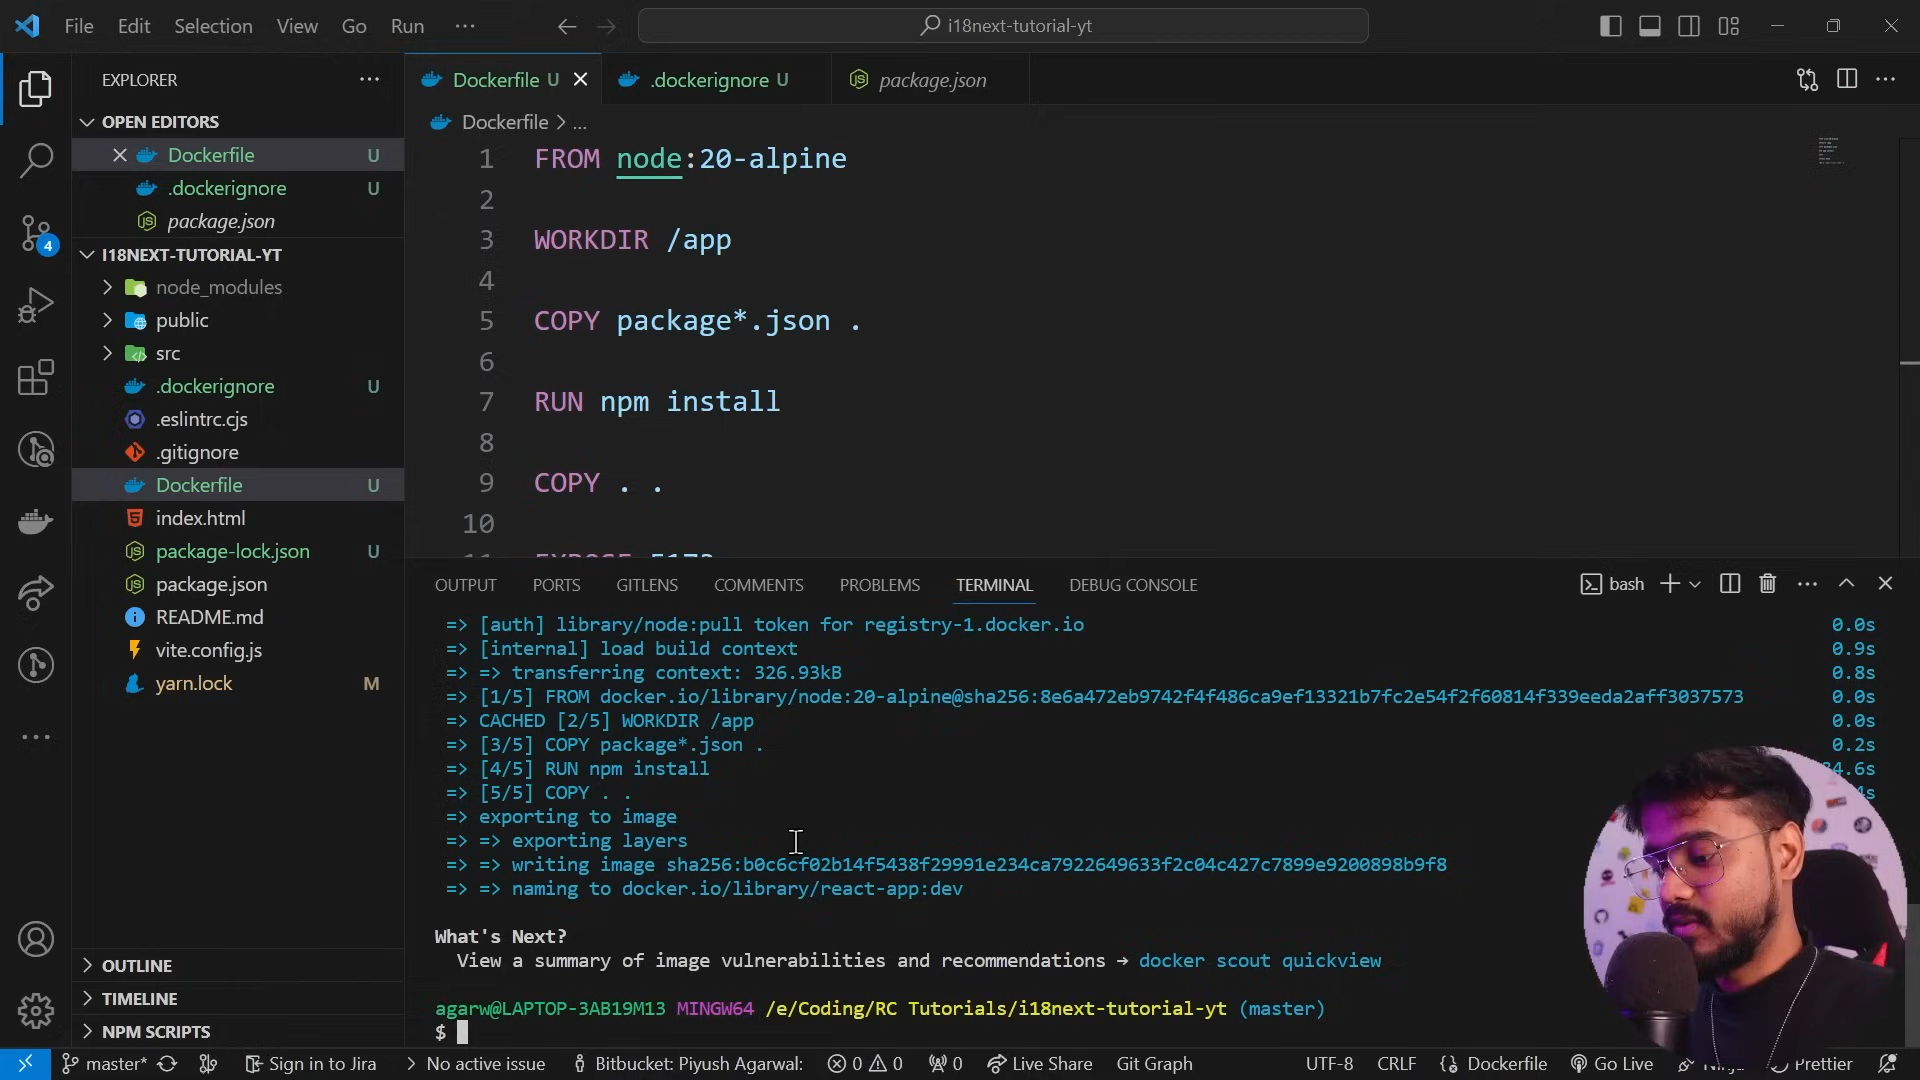 File Edit Selection View Go Run ···
i18next-tutorial-yt
EXPLORER
OPEN EDITORS
Dockerfile U
.dockerignore U
package.json
I18NEXT-TUTORIAL-YT
node_modules
public
src
.dockerignore U
.eslintrc.cjs
.gitignore
Dockerfile U
index.html
package-lock.json U
package.json
README.md
vite.config.js
yarn.lock M
OUTLINE
TIMELINE
NPM SCRIPTS
4
Dockerfile U
.dockerignore U
package.json
Dockerfile > ...
1 FROM node:20-alpine
2
3 WORKDIR /app
4
5 COPY package*.json .
6
7 RUN npm install
8
9 COPY . .
10
11 EXPOSE 5173
OUTPUT PORTS GITLENS COMMENTS PROBLEMS TERMINAL DEBUG CONSOLE
bash
=> [auth] library/node:pull token for registry-1.docker.io 0.0s
=> [internal] load build context 0.9s
=> => transferring context: 326.93kB 0.8s
=> [1/5] FROM docker.io/library/node:20-alpine@sha256:8e6a472eb9742f4f486ca9ef13321b7fc2e54f2f60814f339eeda2aff3037573 0.0s
=> CACHED [2/5] WORKDIR /app 0.0s
=> [3/5] COPY package*.json . 0.2s
=> [4/5] RUN npm install
=> [5/5] COPY . .
=> exporting to image
=> => exporting layers
=> => writing image sha256:b0c6cf02b14f5438f29991e234ca7922649633f2c04c427c7899e9200898b9f8
=> => naming to docker.io/library/react-app:dev
What's Next?
View a summary of image vulnerabilities and recommendations → docker scout quickview
agarw@LAPTOP-3AB19M13 MINGW64 /e/Coding/RC Tutorials/i18next-tutorial-yt (master)
$
master* Sign in to Jira No active issue Bitbucket: Piyush Agarwal: 0 0 0 Live Share Git Graph UTF-8 CRLF Dockerfile Go Live Prettier